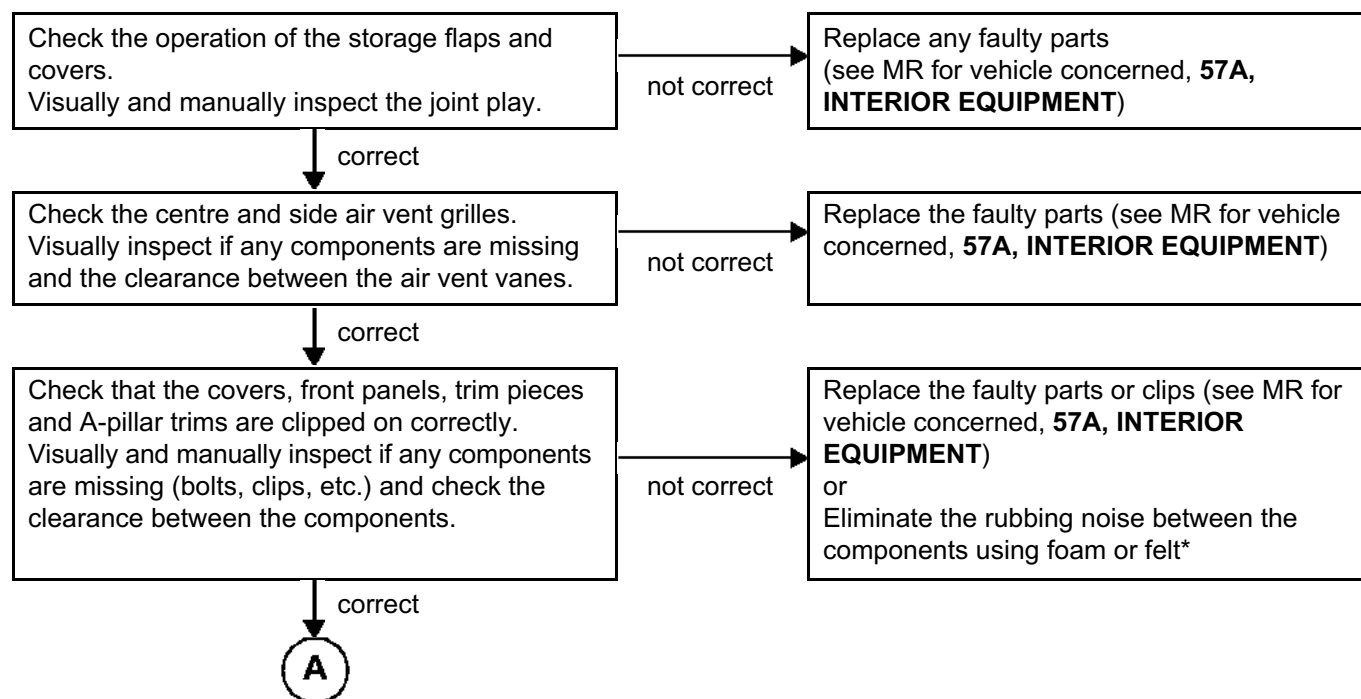 Check the operation of the storage flaps and
covers.
Visually and manually inspect the joint play.
not correct
Replace any faulty parts
(see MR for vehicle concerned, 57A,
INTERIOR EQUIPMENT)
correct
Check the centre and side air vent grilles.
Visually inspect if any components are missing
and the clearance between the air vent vanes.
not correct
Replace the faulty parts (see MR for vehicle
concerned, 57A, INTERIOR EQUIPMENT)
correct
Check that the covers, front panels, trim pieces
and A-pillar trims are clipped on correctly.
Visually and manually inspect if any components
are missing (bolts, clips, etc.) and check the
clearance between the components.
not correct
Replace the faulty parts or clips (see MR for
vehicle concerned, 57A, INTERIOR
EQUIPMENT)
or
Eliminate the rubbing noise between the
components using foam or felt*
correct
A